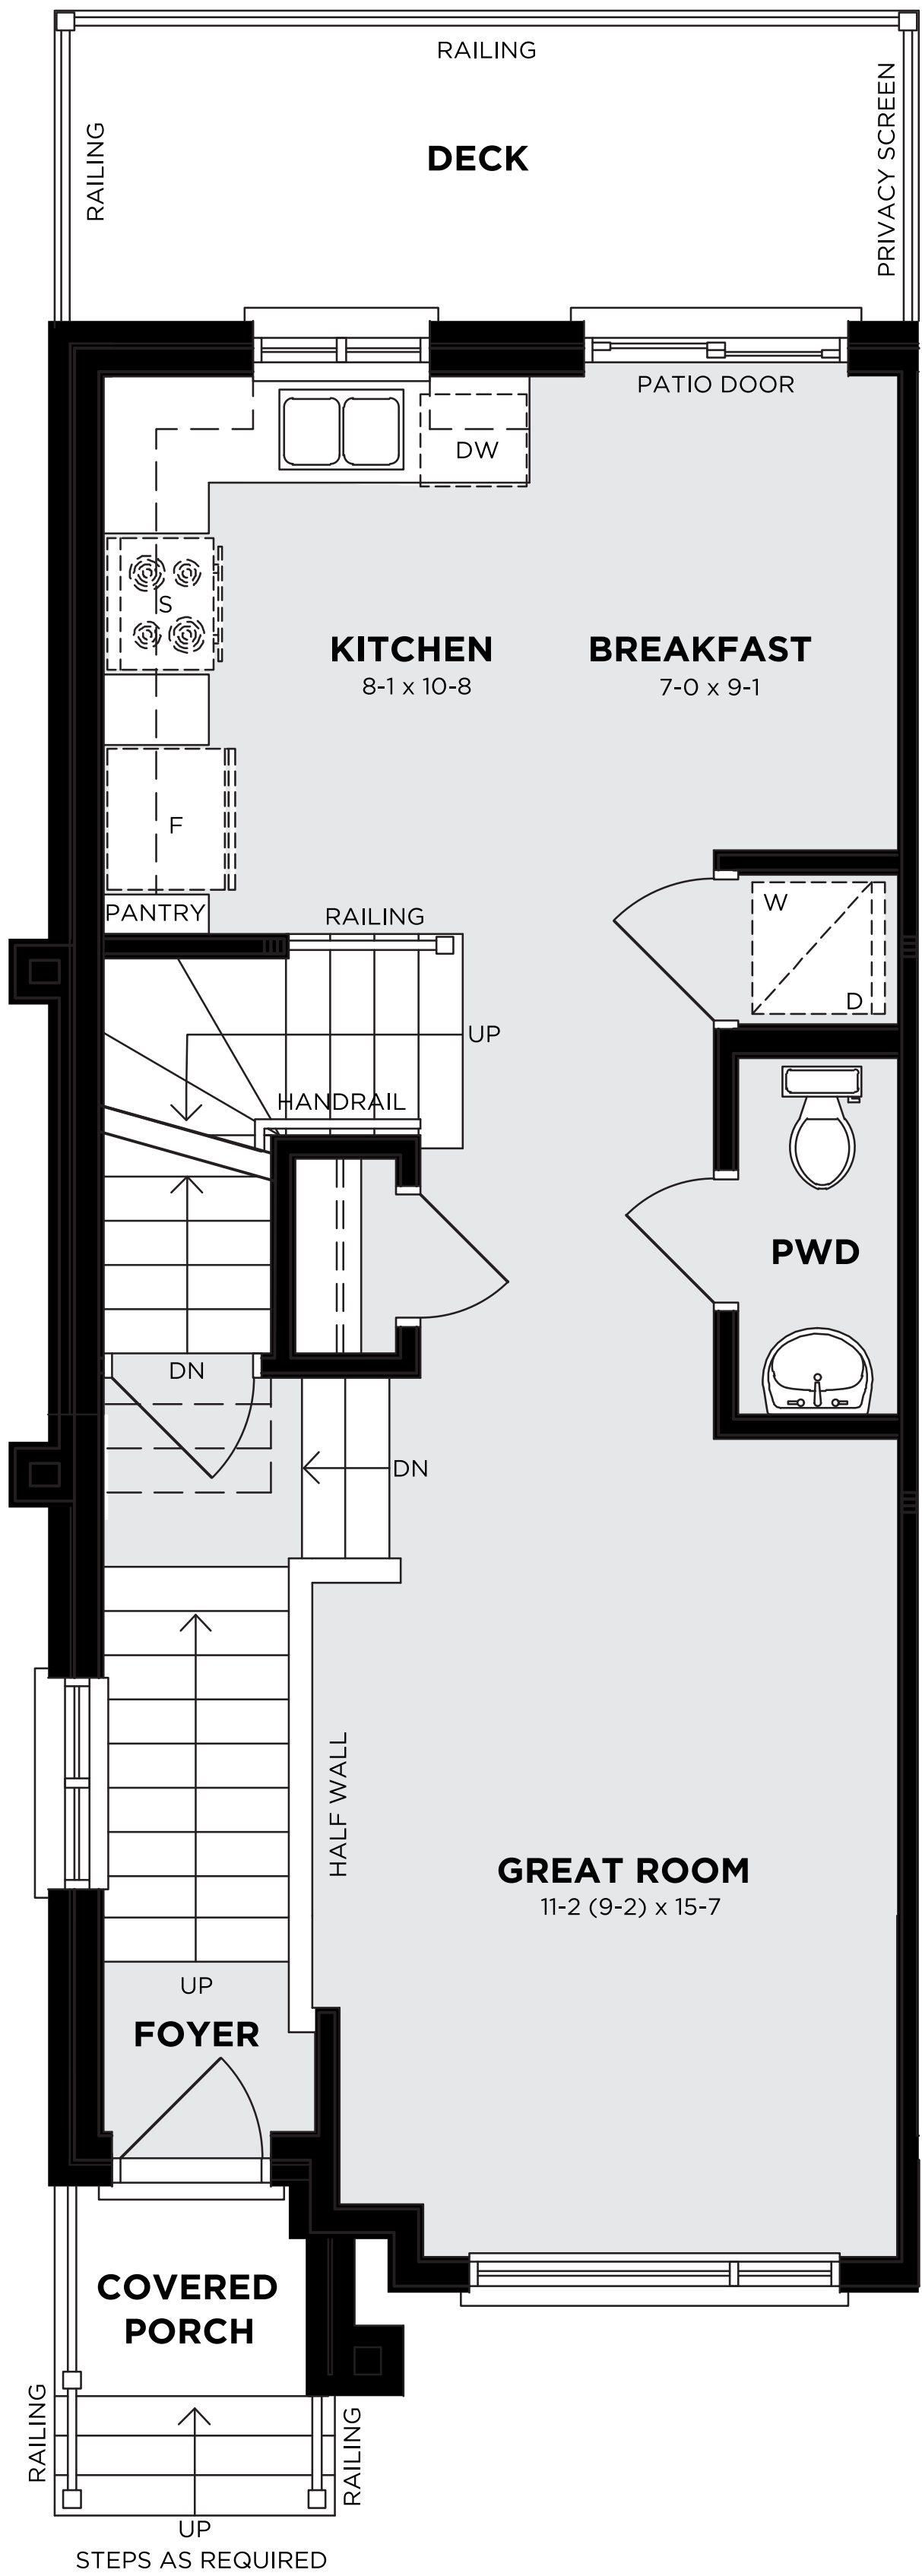 RAILING
RAILING
DECK
PRIVACY SCREEN
PATIO DOOR
DW
S
KITCHEN
8-1 x 10-8
BREAKFAST
7-0 x 9-1
F
PANTRY
RAILING
W
D
UP
HANDRAIL
PWD
DN
DN
HALF WALL
GREAT ROOM
11-2 (9-2) x 15-7
UP
FOYER
COVERED
PORCH
RAILING
RAILING
UP
STEPS AS REQUIRED